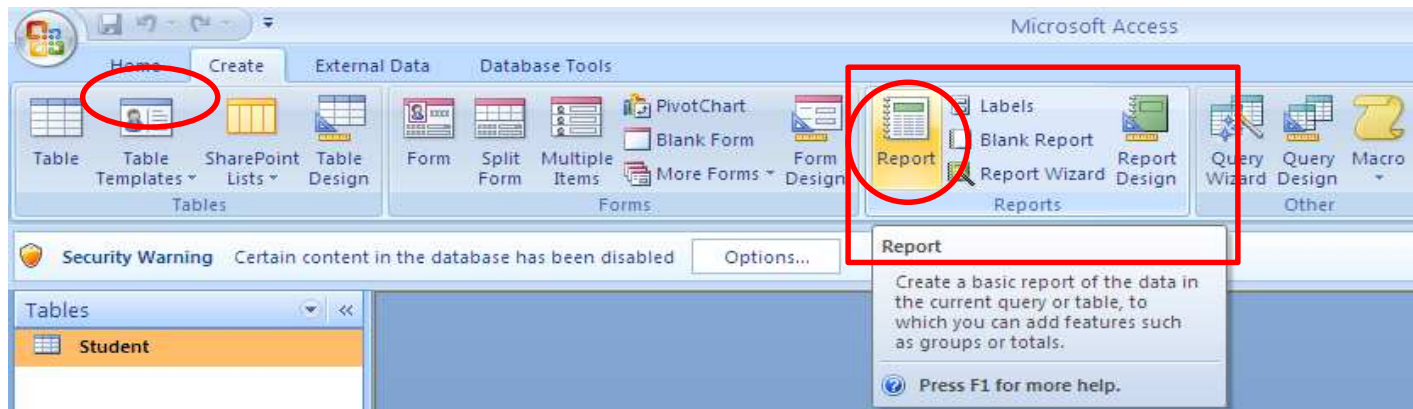 Microsoft Access
Home Create External Data Database Tools
Table
Table Templates
SharePoint Lists
Table Design
Tables
Form
Split Form
Multiple Items
PivotChart
Blank Form
More Forms
Form Design
Forms
Report
Labels
Blank Report
Report Wizard
Report Design
Reports
Query Wizard
Query Design
Macro
Other
Security Warning Certain content in the database has been disabled Options...
Tables
Student
Report
Create a basic report of the data in
the current query or table, to
which you can add features such
as groups or totals.
Press F1 for more help.